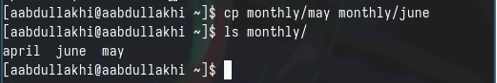 [aabdullakhi@aabdullakhi ~]$ cp monthly/may monthly/june
[aabdullakhi@aabdullakhi ~]$ ls monthly/
april  june  may
[aabdullakhi@aabdullakhi ~]$